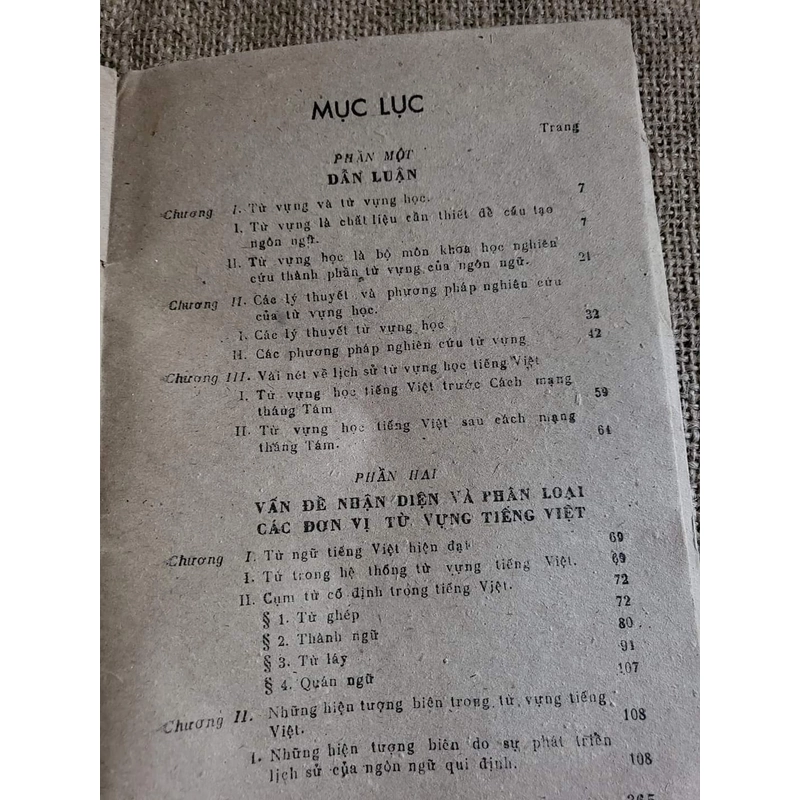 MỤC LỤC
Trang
PHẦN MỘT
DẪN LUẬN
Chương I. Từ vựng và từ vựng học. 7
I. Từ vựng là chất liệu cần thiết để cấu tạo
ngôn ngữ. 7
II. Từ vựng học là bộ môn khoa học nghiên
cứu thành phần từ vựng của ngôn ngữ. 21
Chương II. Các lý thuyết và phương pháp nghiên cứu
của từ vựng học.
I. Các lý thuyết từ vựng học 32
II. Các phương pháp nghiên cứu từ vựng 42
Chương III. Vài nét về lịch sử từ vựng học tiếng Việt
I. Từ vựng học tiếng Việt trước Cách mạng
tháng Tám 59
II. Từ vựng học tiếng Việt sau cách mạng
tháng Tám. 64
PHẦN HAI
VẤN ĐỀ NHẬN DIỆN VÀ PHÂN LOẠI
CÁC ĐƠN VỊ TỪ VỰNG TIẾNG VIỆT
Chương I. Từ ngữ tiếng Việt hiện đại 69
I. Từ trong hệ thống từ vựng tiếng Việt. 69
II. Cụm từ cố định trong tiếng Việt. 72
§ 1. Từ ghép 72
§ 2. Thành ngữ 80
§ 3. Từ láy 91
§ 4. Quán ngữ 107
Chương II. Những hiện tượng biên trong từ vựng tiếng
Việt. 108
I. Những hiện tượng biên do sự phát triển
lịch sử của ngôn ngữ qui định. 108
265